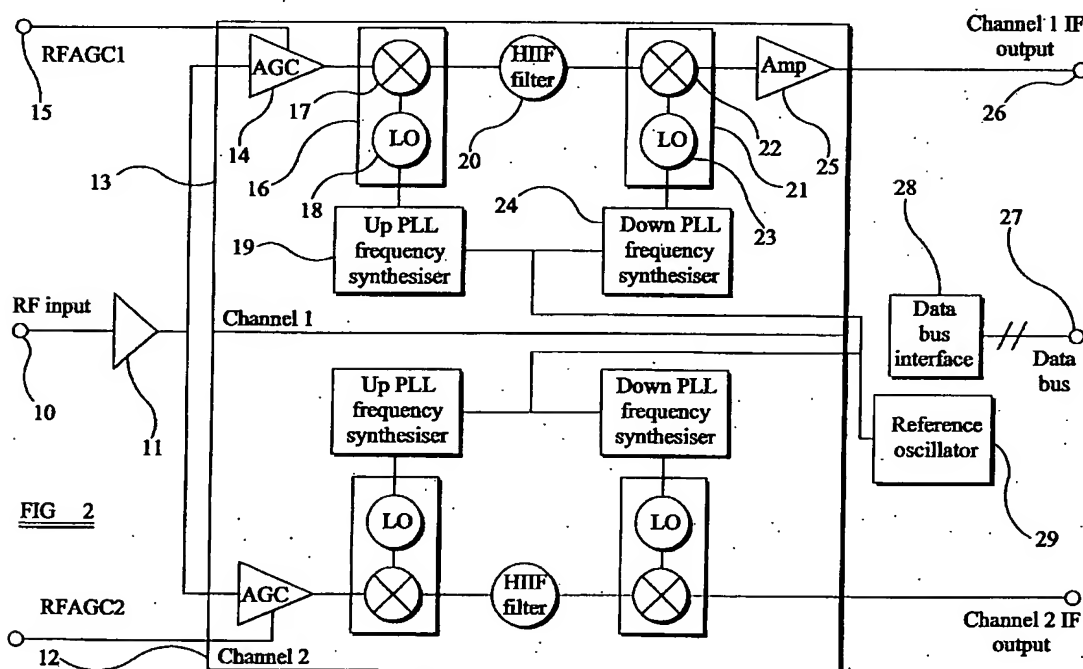 RFAGC1
15
AGC
14
13
16
17
18
LO
19
Up PLL
frequency
synthesiser
HIIF
filter
20
LO
22
21
23
24
Down PLL
frequency
synthesiser
Amp
25
Channel 1 IF
output
26
28
27
Data
bus
interface
Data
bus
RF input
10
11
Channel 1
Up PLL
frequency
synthesiser
Down PLL
frequency
synthesiser
Reference
oscillator
29
FIG 2
LO
LO
AGC
HIIF
filter
RFAGC2
12
Channel 2
Channel 2 IF
output